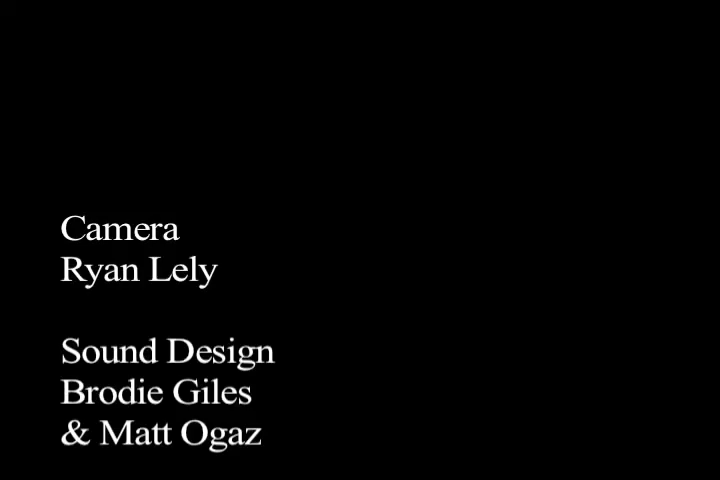 Camera
Ryan Lely
Sound Design
Brodie Giles
& Matt Ogaz